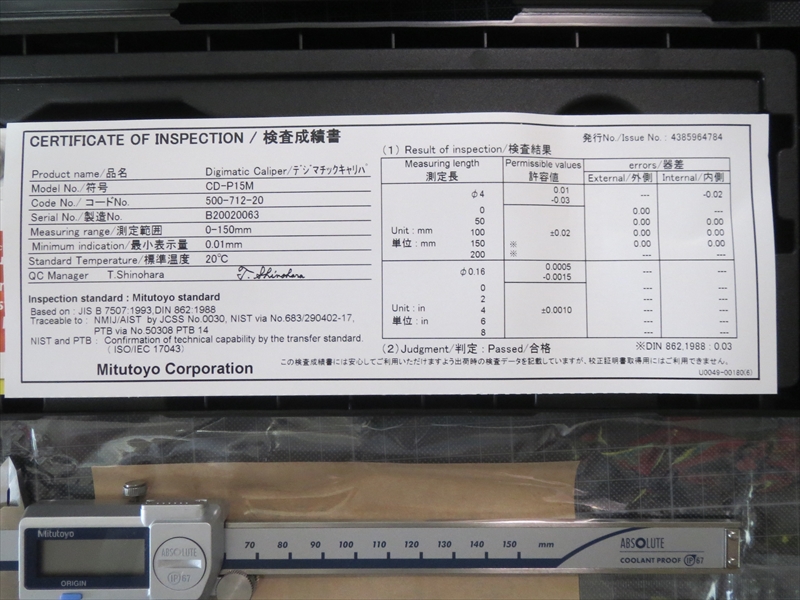 CERTIFICATE OF INSPECTION / 検査成績書
発行No./Issue No. : 4385964784
Product name/品名 Digimatic Caliper/デジマチックキャリパ
Model No./符号 CD-P15M
Code No./コードNo. 500-712-20
Serial No./製造No. B20020063
Measuring range/測定範囲 0-150mm
Minimum indication/最小表示量 0.01mm
Standard Temperature/標準温度 20℃
QC Manager T.Shinohara T. Shinohara
Inspection standard : Mitutoyo standard
Based on : JIS B 7507:1993,DIN 862:1988
Traceable to : NMIJ/AIST by JCSS No.0030, NIST via No.683/290402-17,
PTB via No.50308 PTB 14
NIST and PTB : Confirmation of technical capability by the transfer standard.
( ISO/IEC 17043)
Mitutoyo Corporation
(1) Result of inspection/検査結果
Measuring length 測定長 Permissible values 許容値 errors/器差
External/外側 Internal/内側
φ4 0.01 -0.03 --- -0.02
0 0.00 ---
50 0.00 0.00
Unit : mm 100 ±0.02 0.00 0.00
単位 : mm 150 ※ 0.00 0.00
200 ※ --- ---
φ0.16 0.0005 -0.0015 --- ---
0 --- ---
2 --- ---
Unit : in 4 ±0.0010 --- ---
単位 : in 6 --- ---
8 --- ---
(2) Judgment/判定 : Passed/合格
※DIN 862,1988 : 0.03
この検査成績書には安心してご利用いただけますよう出荷時の検査データを記載していますが、校正証明書取得用にはご利用できません。
U0049-00180(6)
Mitutoyo
ORIGIN
ABSOLUTE
IP67
70 80 90 100 110 120 130 140 150 mm
ABSOLUTE
COOLANT PROOF IP67